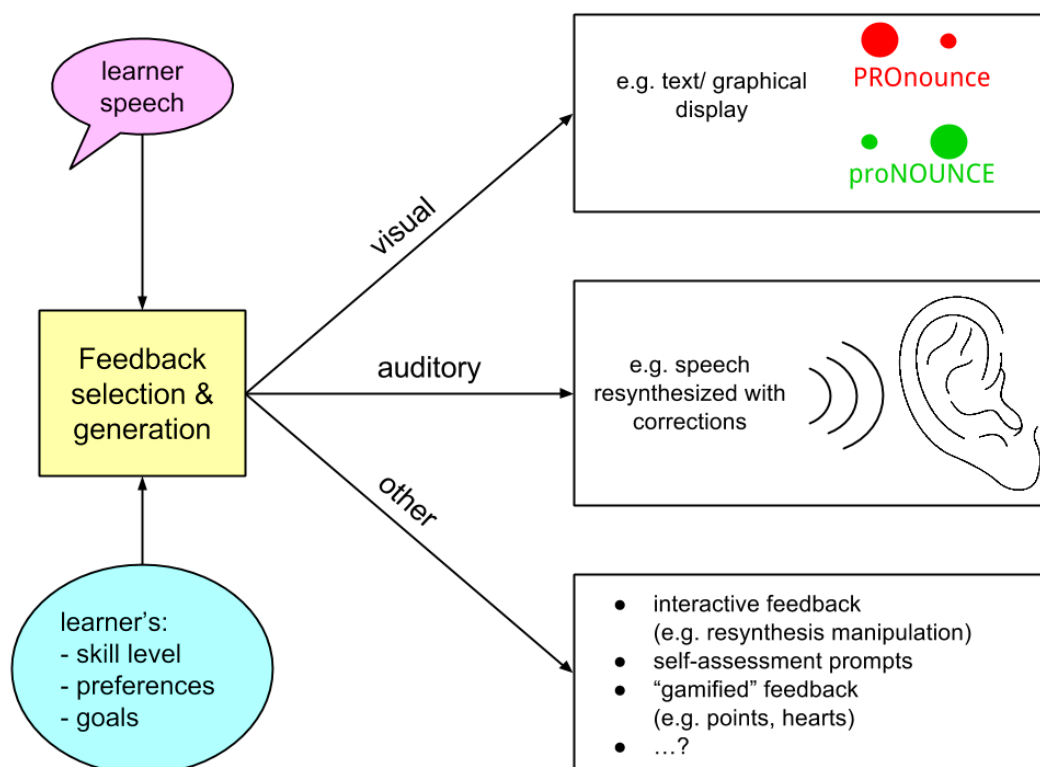 learner
speech
Feedback
selection &
generation
learner’s:
- skill level
- preferences
- goals
visual
auditory
other
e.g. text/ graphical
display
PROnounce
proNOUNCE
e.g. speech
resynthesized with
corrections
● interactive feedback
(e.g. resynthesis manipulation)
● self-assessment prompts
● “gamified” feedback
(e.g. points, hearts)
● …?